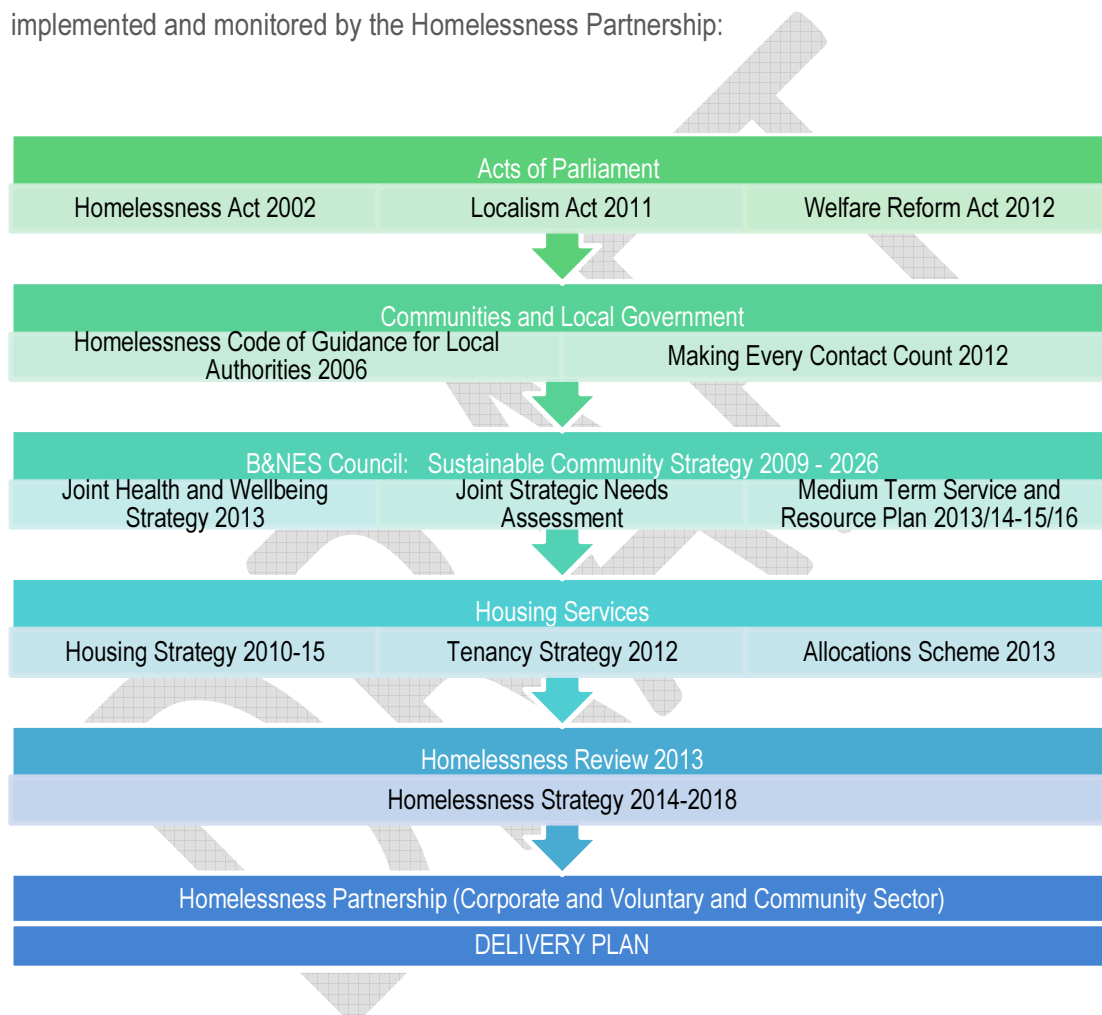 implemented and monitored by the Homelessness Partnership:
Acts of Parliament
Homelessness Act 2002
Localism Act 2011
Welfare Reform Act 2012
Communities and Local Government
Homelessness Code of Guidance for Local
Authorities 2006
Making Every Contact Count 2012
B&NES Council: Sustainable Community Strategy 2009 - 2026
Joint Health and Wellbeing
Strategy 2013
Joint Strategic Needs
Assessment
Medium Term Service and
Resource Plan 2013/14-15/16
Housing Services
Housing Strategy 2010-15
Tenancy Strategy 2012
Allocations Scheme 2013
Homelessness Review 2013
Homelessness Strategy 2014-2018
Homelessness Partnership (Corporate and Voluntary and Community Sector)
DELIVERY PLAN